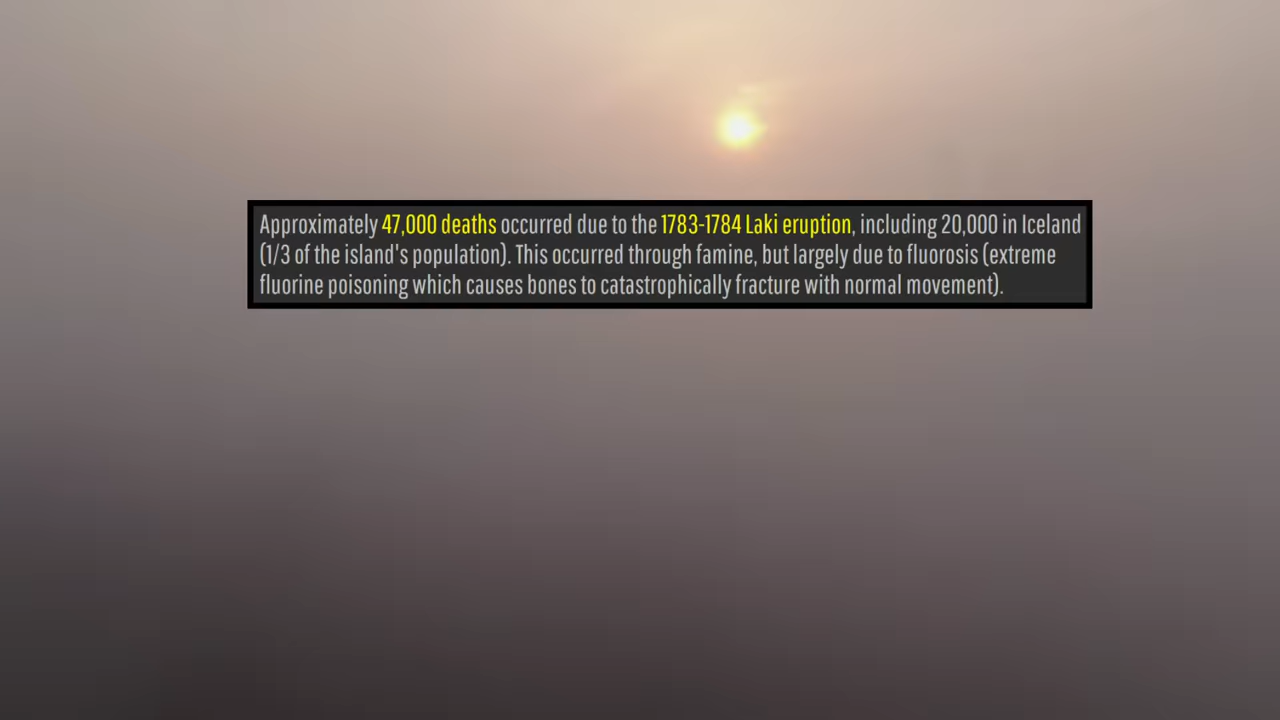 Approximately 47,000 deaths occurred due to the 1783-1784 Laki eruption, including 20,000 in Iceland
(1/3 of the island's population). This occurred through famine, but largely due to fluorosis (extreme
fluorine poisoning which causes bones to catastrophically fracture with normal movement).